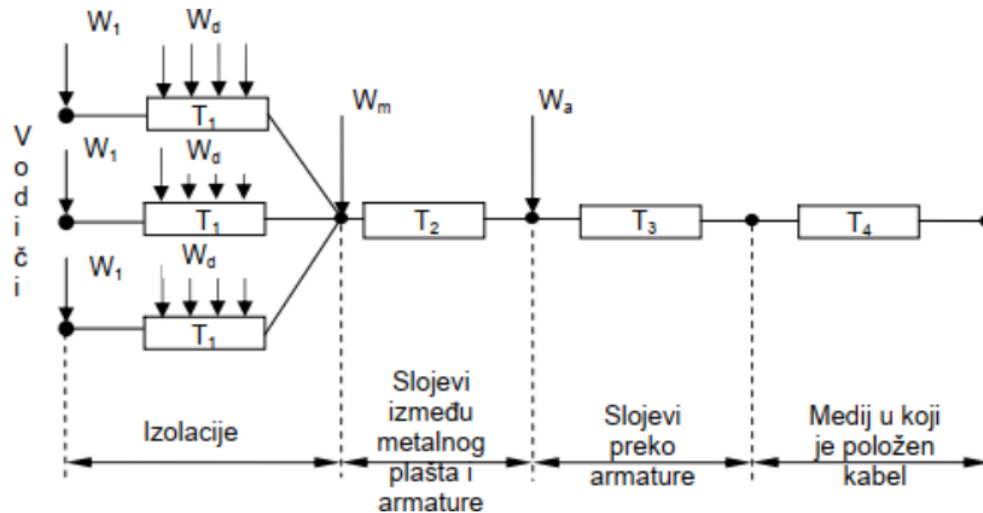 W1
Wd
T1
Wm
Wa
Vodiči
W1
Wd
T1
T2
T3
T4
W1
Wd
T1
Izolacije
Slojevi
između
metalnog
plašta i
armature
Slojevi
preko
armature
Medij u koji
je položen
kabel